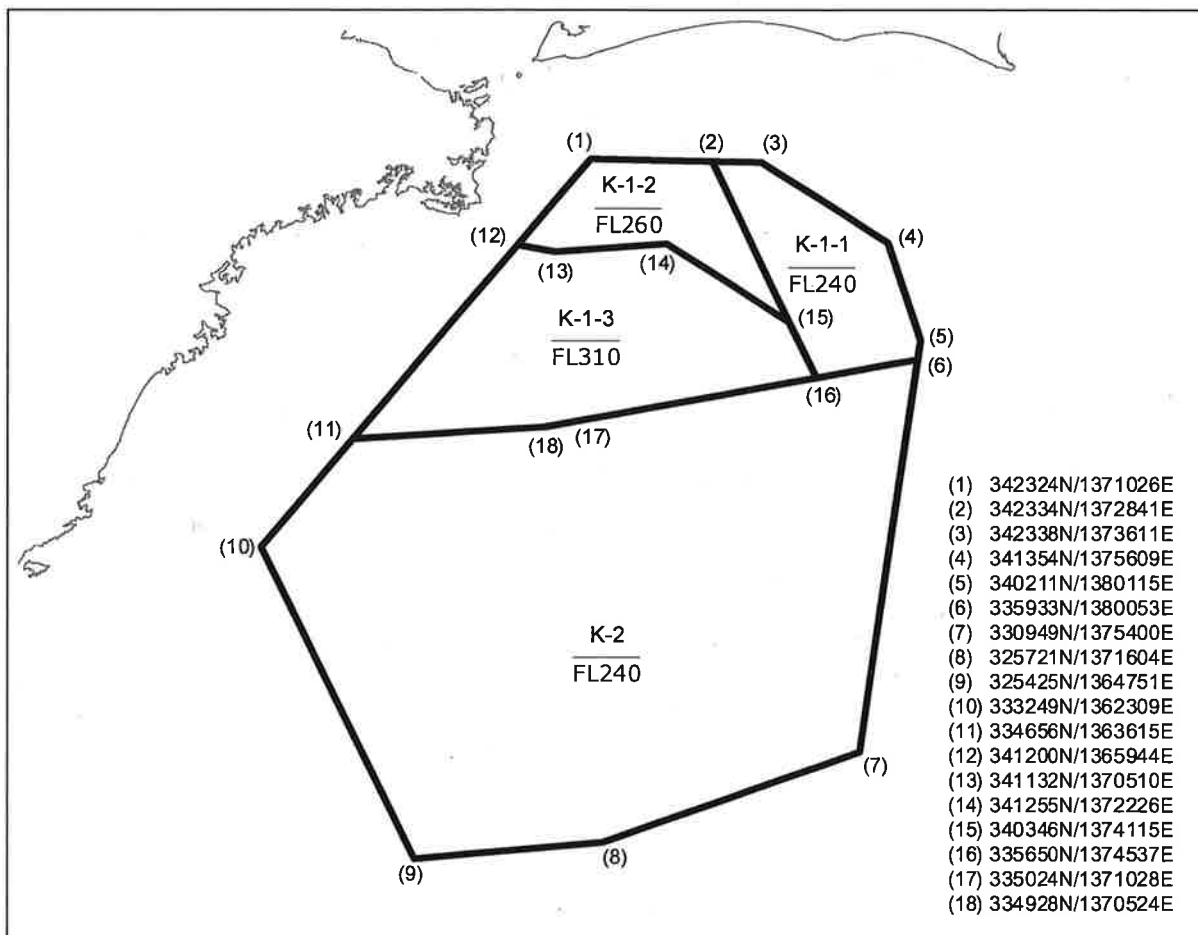 (1)
(2)
(3)
K-1-2
FL260
(12)
(13)
(14)
K-1-1
FL240
(4)
K-1-3
FL310
(15)
(5)
(6)
(16)
(11)
(18)
(17)
(10)
K-2
FL240
(7)
(8)
(9)
(1) 342324N/1371026E
(2) 342334N/1372841E
(3) 342338N/1373611E
(4) 341354N/1375609E
(5) 340211N/1380115E
(6) 335933N/1380053E
(7) 330949N/1375400E
(8) 325721N/1371604E
(9) 325425N/1364751E
(10) 333249N/1362309E
(11) 334656N/1363615E
(12) 341200N/1365944E
(13) 341132N/1370510E
(14) 341255N/1372226E
(15) 340346N/1374115E
(16) 335650N/1374537E
(17) 335024N/1371028E
(18) 334928N/1370524E